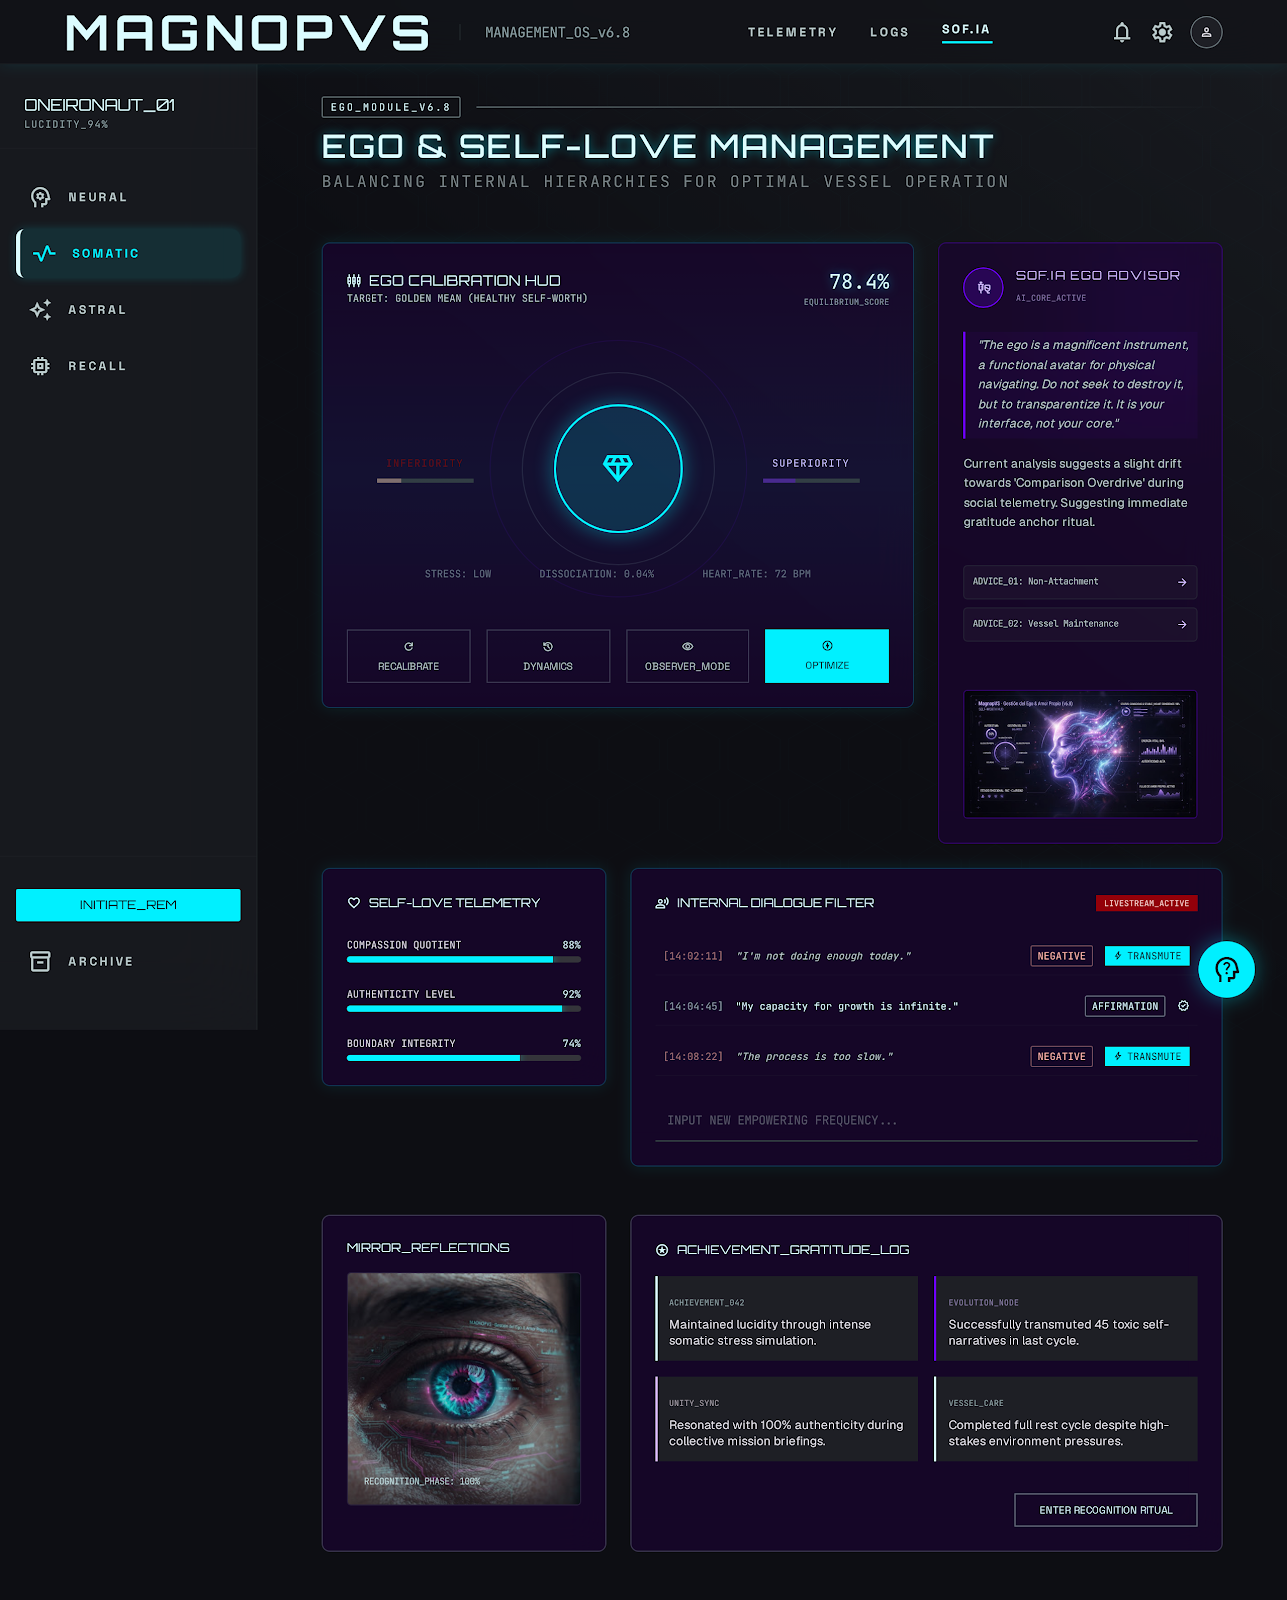 MAGNOPVS
MANAGEMENT_OS_v6.8
TELEMETRY
LOGS
SOF.IA
ONEIRONAUT_01
LUCIDITY_94%
NEURAL
SOMATIC
ASTRAL
RECALL
INITIATE_REM
ARCHIVE
EGO_MODULE_V6.8
EGO & SELF-LOVE MANAGEMENT
BALANCING INTERNAL HIERARCHIES FOR OPTIMAL VESSEL OPERATION
EGO CALIBRATION HUD
TARGET: GOLDEN MEAN (HEALTHY SELF-WORTH)
78.4%
EQUILIBRIUM_SCORE
INFERIORITY
SUPERIORITY
STRESS: LOW
DISSOCIATION: 0.04%
HEART_RATE: 72 BPM
RECALIBRATE
DYNAMICS
OBSERVER_MODE
OPTIMIZE
SOF.IA EGO ADVISOR
AI_CORE_ACTIVE
"The ego is a magnificent instrument,
a functional avatar for physical
navigating. Do not seek to destroy it,
but to transparentize it. It is your
interface, not your core."
Current analysis suggests a slight drift
towards 'Comparison Overdrive' during
social telemetry. Suggesting immediate
gratitude anchor ritual.
ADVICE_01: Non-Attachment
ADVICE_02: Vessel Maintenance
MagnopVS - Gestión del Ego & Amor Propio (v6.8)
SELF-LOVE TELEMETRY
COMPASSION QUOTIENT
88%
AUTHENTICITY LEVEL
92%
BOUNDARY INTEGRITY
74%
INTERNAL DIALOGUE FILTER
LIVESTREAM_ACTIVE
[14:02:11] "I'm not doing enough today." NEGATIVE TRANSMUTE
[14:04:45] "My capacity for growth is infinite." AFFIRMATION
[14:08:22] "The process is too slow." NEGATIVE TRANSMUTE
INPUT NEW EMPOWERING FREQUENCY...
MIRROR_REFLECTIONS
RECOGNITION_PHASE: 100%
ACHIEVEMENT_GRATITUDE_LOG
ACHIEVEMENT_042
Maintained lucidity through intense
somatic stress simulation.
EVOLUTION_NODE
Successfully transmuted 45 toxic self-
narratives in last cycle.
UNITY_SYNC
Resonated with 100% authenticity during
collective mission briefings.
VESSEL_CARE
Completed full rest cycle despite high-
stakes environment pressures.
ENTER RECOGNITION RITUAL